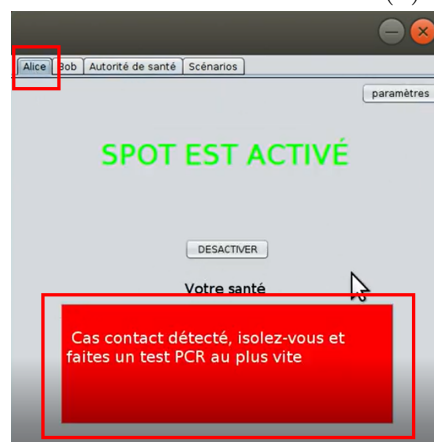 Alice Bob Autorité de santé Scénarios
paramètres
SPOT EST ACTIVÉ
DESACTIVER
Votre santé
Cas contact détecté, isolez-vous et
faites un test PCR au plus vite